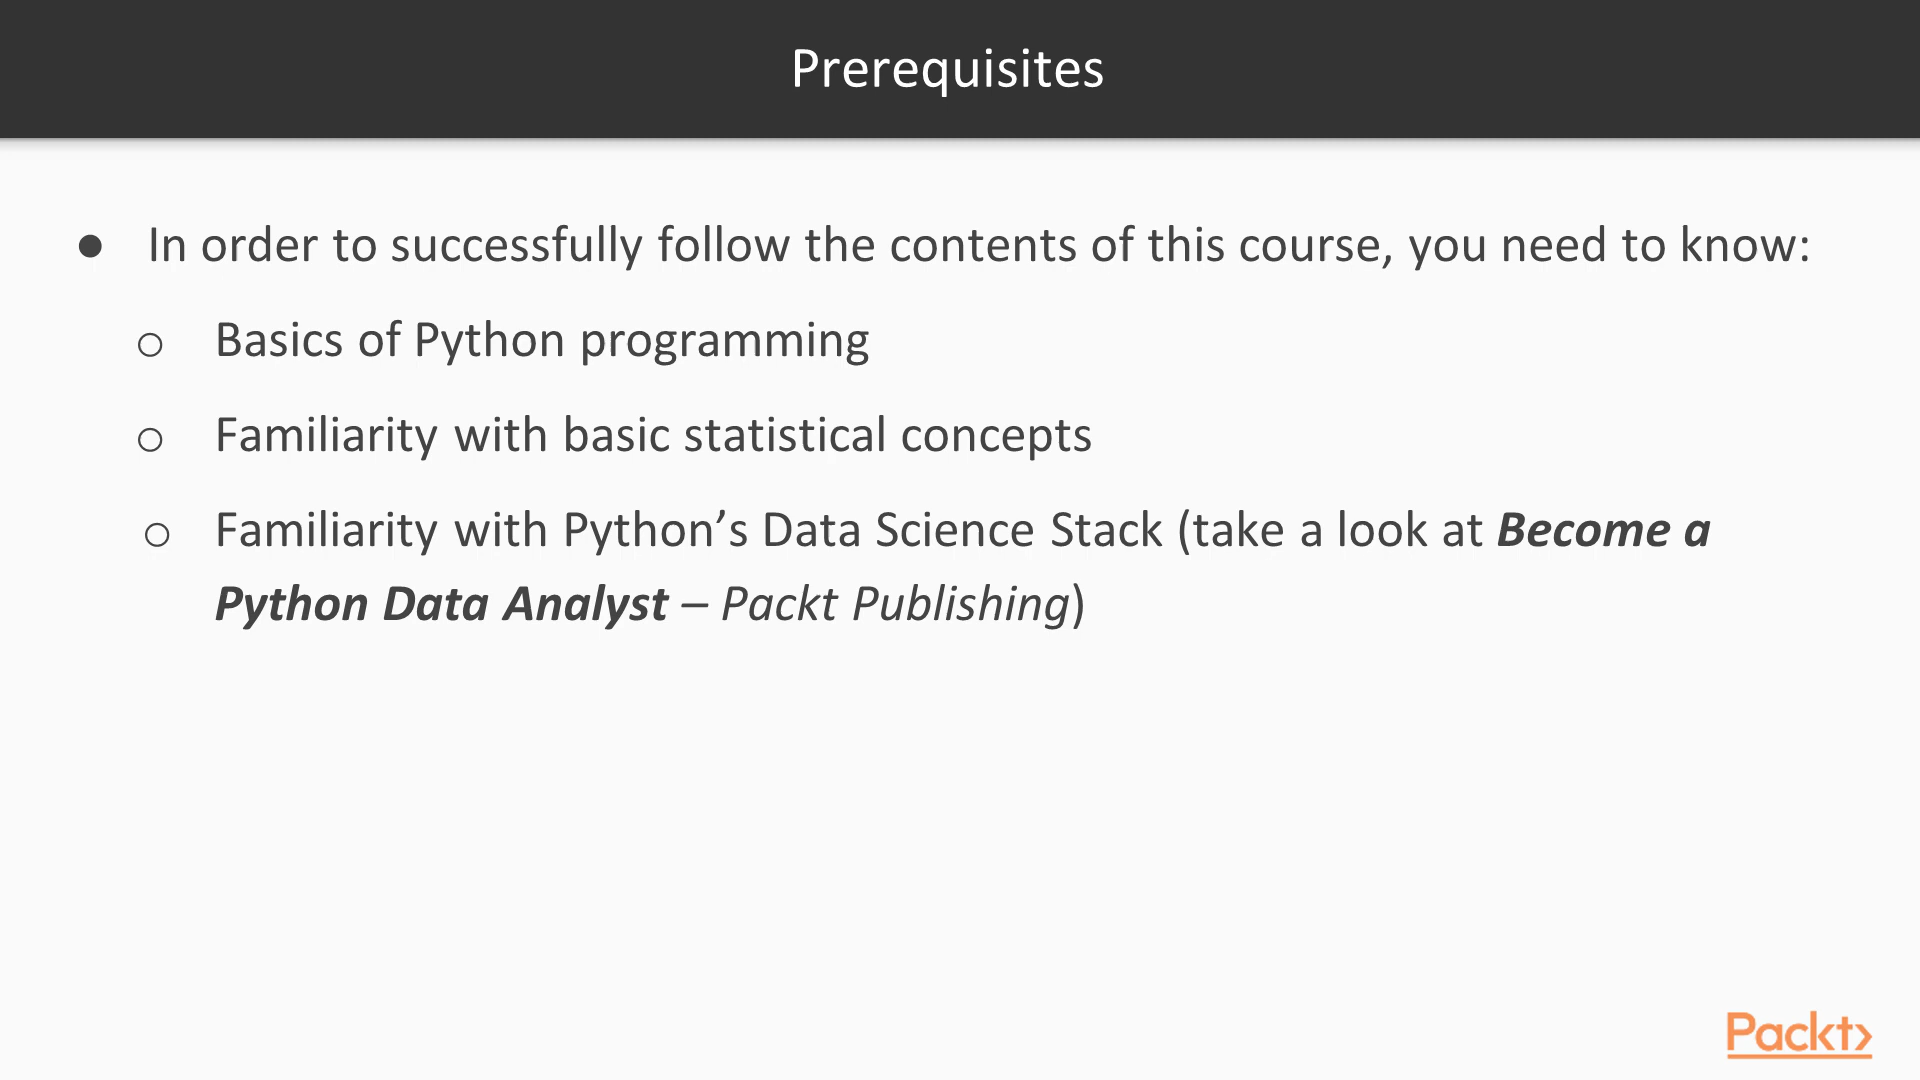 Prerequisites
● In order to successfully follow the contents of this course, you need to know:
○ Basics of Python programming
○ Familiarity with basic statistical concepts
○ Familiarity with Python’s Data Science Stack (take a look at Become a
Python Data Analyst – Packt Publishing)
Packt>